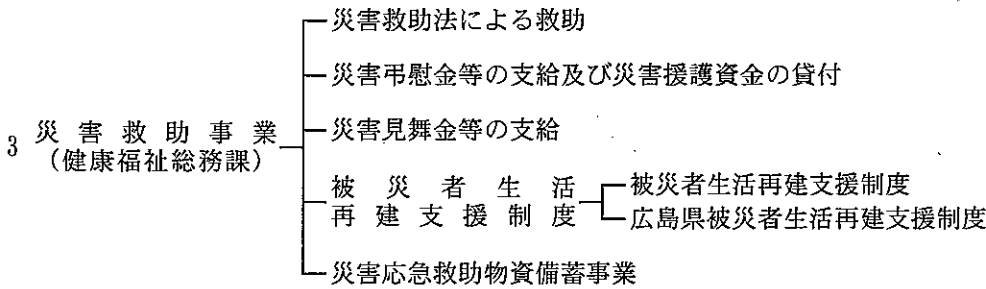 災害救助法による救助
災害弔慰金等の支給及び災害援護資金の貸付
3 災害救助事業
(健康福祉総務課)
災害見舞金等の支給
被災者生活
再建支援制度
被災者生活再建支援制度
広島県被災者生活再建支援制度
災害応急救助物資備蓄事業